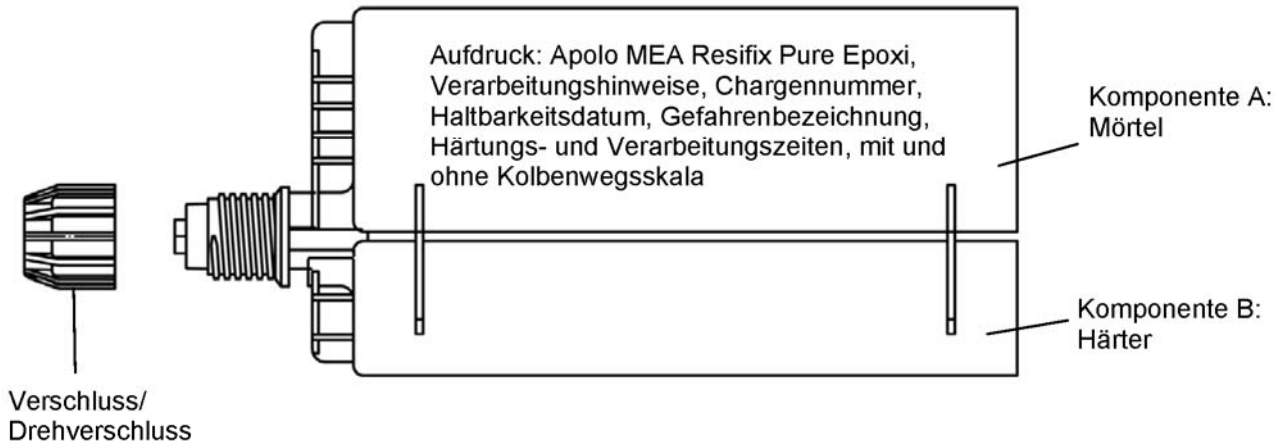 Aufdruck: Apolo MEA Resifix Pure Epoxi,
Verarbeitungshinweise, Chargennummer,
Haltbarkeitsdatum, Gefahrenbezeichnung,
Härtungs- und Verarbeitungszeiten, mit und
ohne Kolbenwegsskala
Komponente A:
Mörtel
Komponente B:
Härter
Verschluss/
Drehverschluss